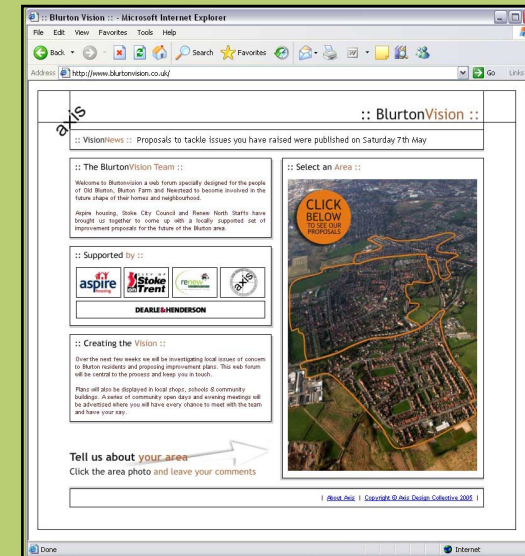 :: Blurton Vision :: - Microsoft Internet Explorer
File Edit View Favorites Tools Help
Back Search Favorites
Address http://www.blurtonvision.co.uk/ Go Links
axis
:: BlurtonVision ::
:: VisionNews :: Proposals to tackle issues you have raised were published on Saturday 7th May
:: The BlurtonVision Team ::
Welcome to Blurtonvision a web forum specially designed for the people
of Old Blurton, Blurton Farm and Newstead to become involved in the
future shape of their homes and neighbourhood.
Aspire housing, Stoke City Council and Renew North Staffs have
brought us together to come up with a locally supported set of
improvement proposals for the future of the Blurton area.
:: Supported by ::
aspire
housing
CITY OF
Stoke
on Trent
renew
axis
DEARLE&HENDERSON
:: Creating the Vision ::
Over the next few weeks we will be investigating local issues of concern
to Blurton residents and proposing improvement plans. This web forum
will be central to the process and keep you in touch.
Plans will also be displayed in local shops, schools & community
buildings. A series of community open days and evening meetings will
be advertised where you will have every chance to meet with the team
and have your say.
Tell us about your area
Click the area photo and leave your comments
:: Select an Area ::
CLICK
BELOW
TO SEE OUR
PROPOSALS
| About Axis | Copyright © Axis Design Collective 2005 |
Done Internet